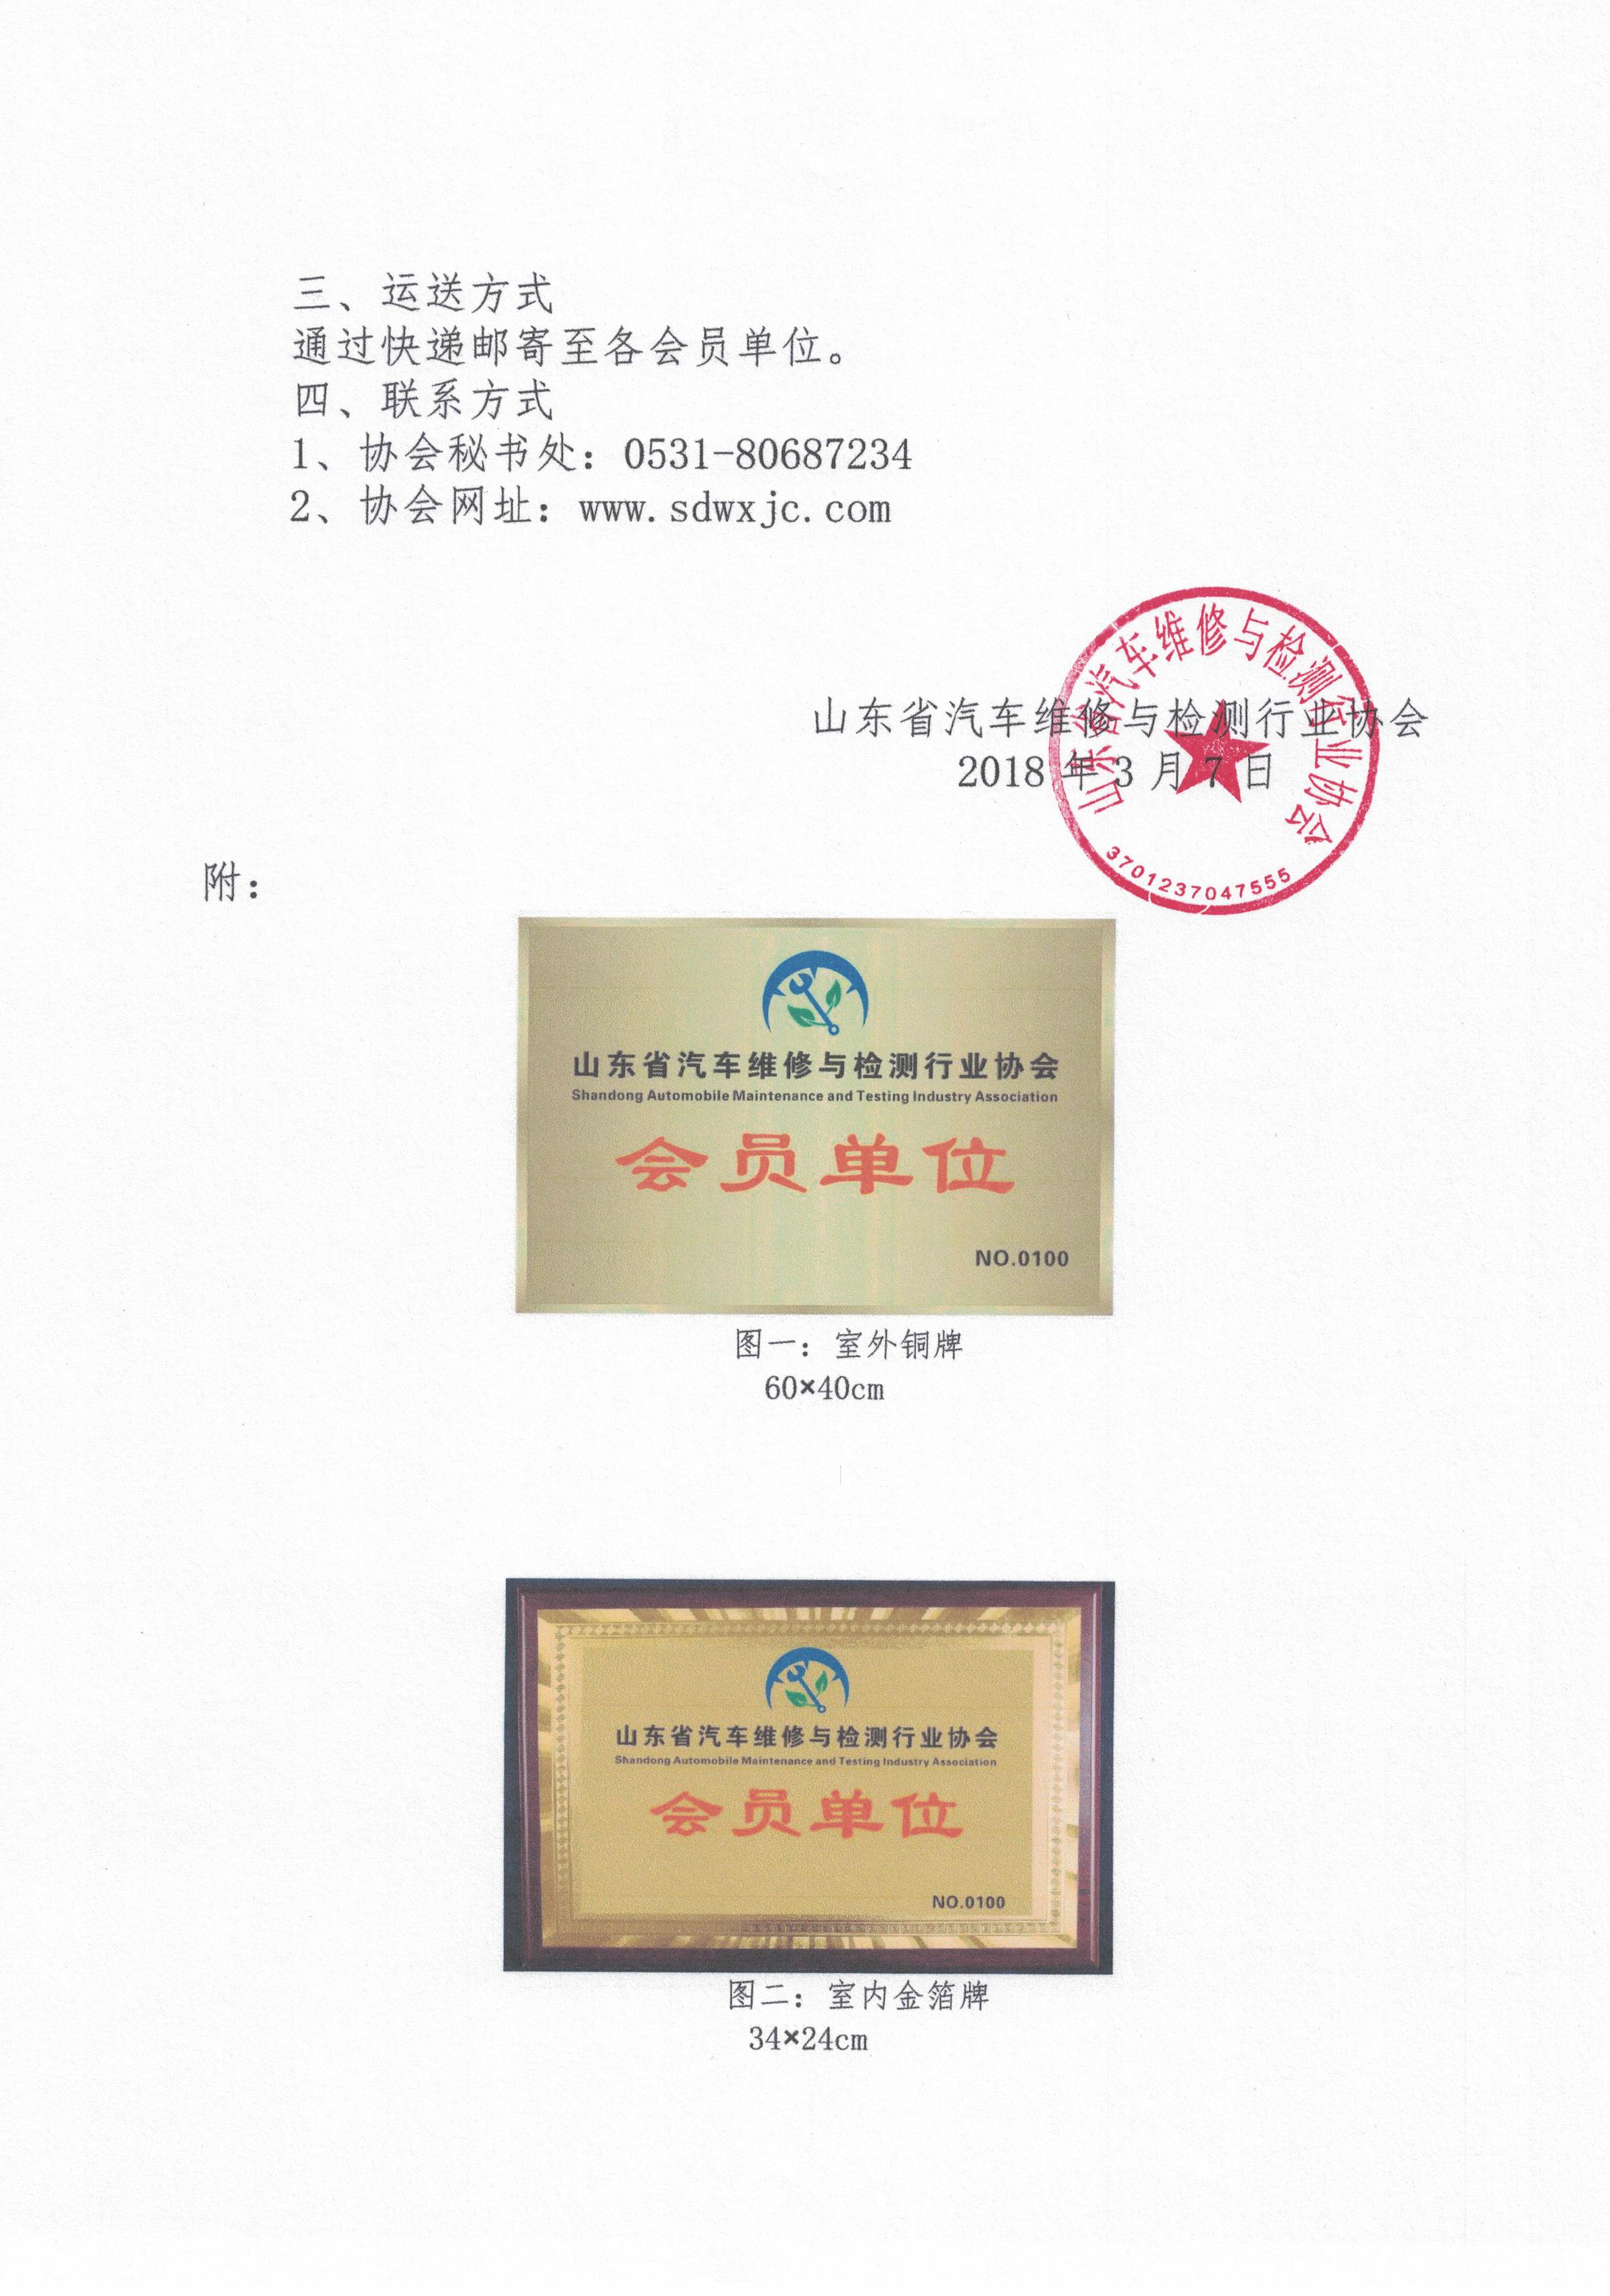 三、运送方式
通过快递邮寄至各会员单位。
四、联系方式
1、协会秘书处：0531-80687234
2、协会网址：www.sdwxjc.com
山东省汽车维修与检测行业协会
2018年3月7日
山东省汽车维修与检测行业协会
3701237047555
附：
山东省汽车维修与检测行业协会
Shandong Automobile Maintenance and Testing Industry Association
会员单位
NO.0100
图一：室外铜牌
60×40cm
山东省汽车维修与检测行业协会
Shandong Automobile Maintenance and Testing Industry Association
会员单位
NO.0100
图二：室内金箔牌
34×24cm